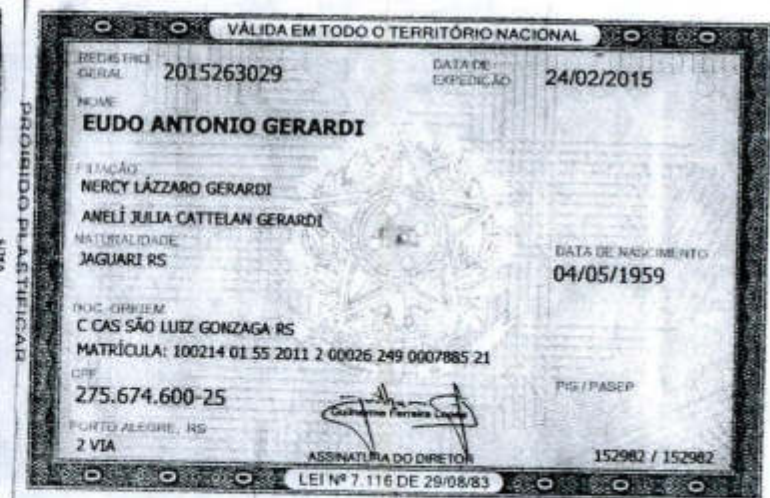 VÁLIDA EM TODO O TERRITÓRIO NACIONAL
REGISTRO GERAL 2015263029 DATA DE EXPEDIÇÃO 24/02/2015
NOME
EUDO ANTONIO GERARDI
FILIAÇÃO
NERCY LÁZZARO GERARDI
ANELÍ JULIA CATTELAN GERARDI
NATURALIDADE DATA DE NASCIMENTO
JAGUARI RS 04/05/1959
DOC. ORIGEM
C CAS SÃO LUIZ GONZAGA RS
MATRÍCULA: 100214 01 55 2011 2 00026 249 0007885 21
CPF PIS / PASEP
275.674.600-25
Guilherme Ferreira Lopes
PORTO ALEGRE, RS
2 VIA ASSINATURA DO DIRETOR 152982 / 152982
LEI Nº 7.116 DE 29/08/83
PROIBIDO PLASTIFICAR